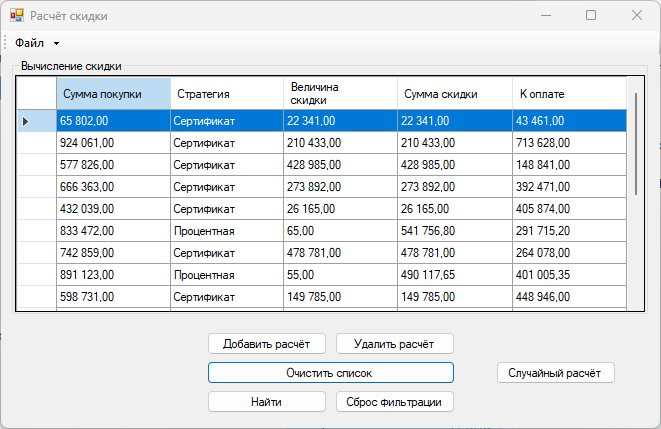 Расчёт скидки
Файл
Вычисление скидки
Сумма покупки Стратегия Величина скидки Сумма скидки К оплате
65 802,00 Сертификат 22 341,00 22 341,00 43 461,00
924 061,00 Сертификат 210 433,00 210 433,00 713 628,00
577 826,00 Сертификат 428 985,00 428 985,00 148 841,00
666 363,00 Сертификат 273 892,00 273 892,00 392 471,00
432 039,00 Сертификат 26 165,00 26 165,00 405 874,00
833 472,00 Процентная 65,00 541 756,80 291 715,20
742 859,00 Сертификат 478 781,00 478 781,00 264 078,00
891 123,00 Процентная 55,00 490 117,65 401 005,35
598 731,00 Сертификат 149 785,00 149 785,00 448 946,00
Добавить расчёт Удалить расчёт
Очистить список Случайный расчёт
Найти Сброс фильтрации